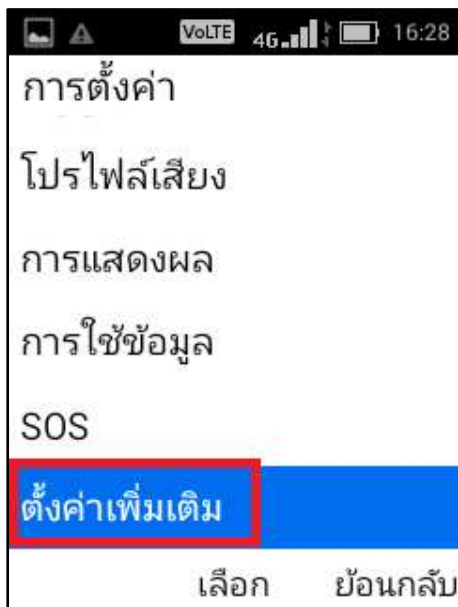 VoLTE 4G 16:28
การตั้งค่า
โปรไฟล์เสียง
การแสดงผล
การใช้ข้อมูล
SOS
ตั้งค่าเพิ่มเติม
เลือก ย้อนกลับ